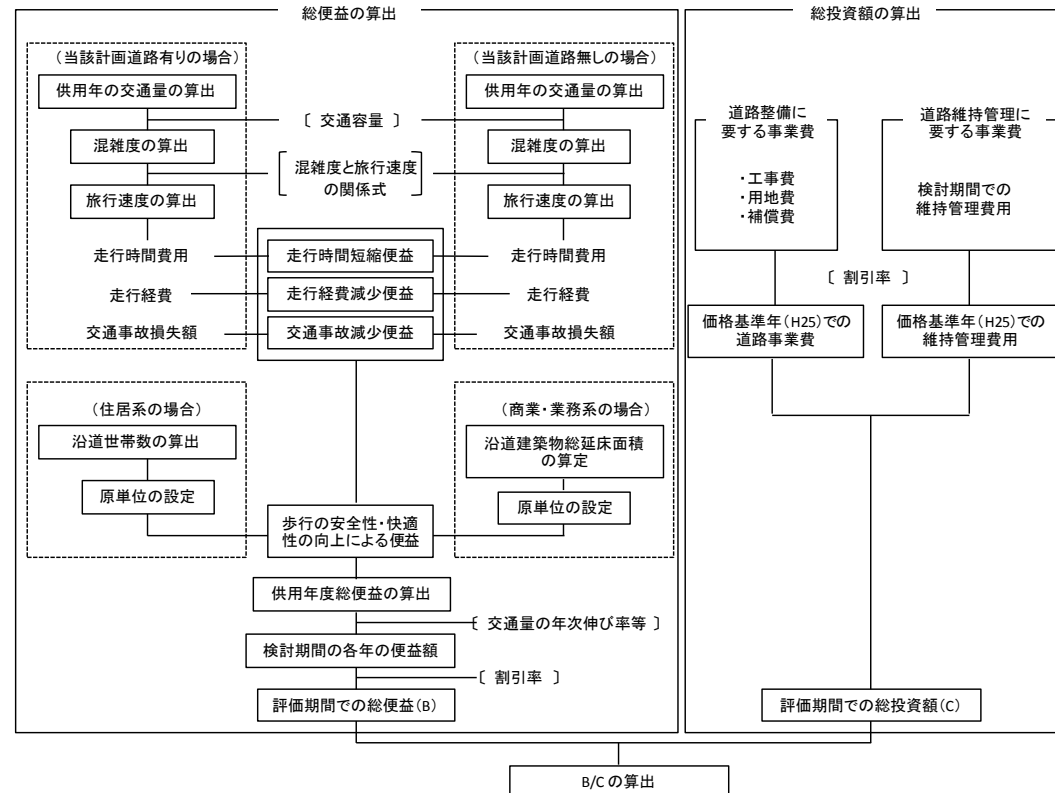 総便益の算出
（当該計画道路有りの場合）
供用年の交通量の算出
混雑度の算出
旅行速度の算出
走行時間費用
走行経費
交通事故損失額
〔 交通容量 〕
混雑度と旅行速度
の関係式
走行時間短縮便益
走行経費減少便益
交通事故減少便益
（当該計画道路無しの場合）
供用年の交通量の算出
混雑度の算出
旅行速度の算出
走行時間費用
走行経費
交通事故損失額
（住居系の場合）
沿道世帯数の算出
原単位の設定
（商業・業務系の場合）
沿道建築物総延床面積
の算定
原単位の設定
歩行の安全性・快適
性の向上による便益
供用年度総便益の算出
〔 交通量の年次伸び率等 〕
検討期間の各年の便益額
〔 割引率 〕
評価期間での総便益（B）
総投資額の算出
道路整備に
要する事業費
・工事費
・用地費
・補償費
道路維持管理に
要する事業費
検討期間での
維持管理費用
〔 割引率 〕
価格基準年（H25）での
道路事業費
価格基準年（H25）での
維持管理費用
評価期間での総投資額（C）
B/C の算出